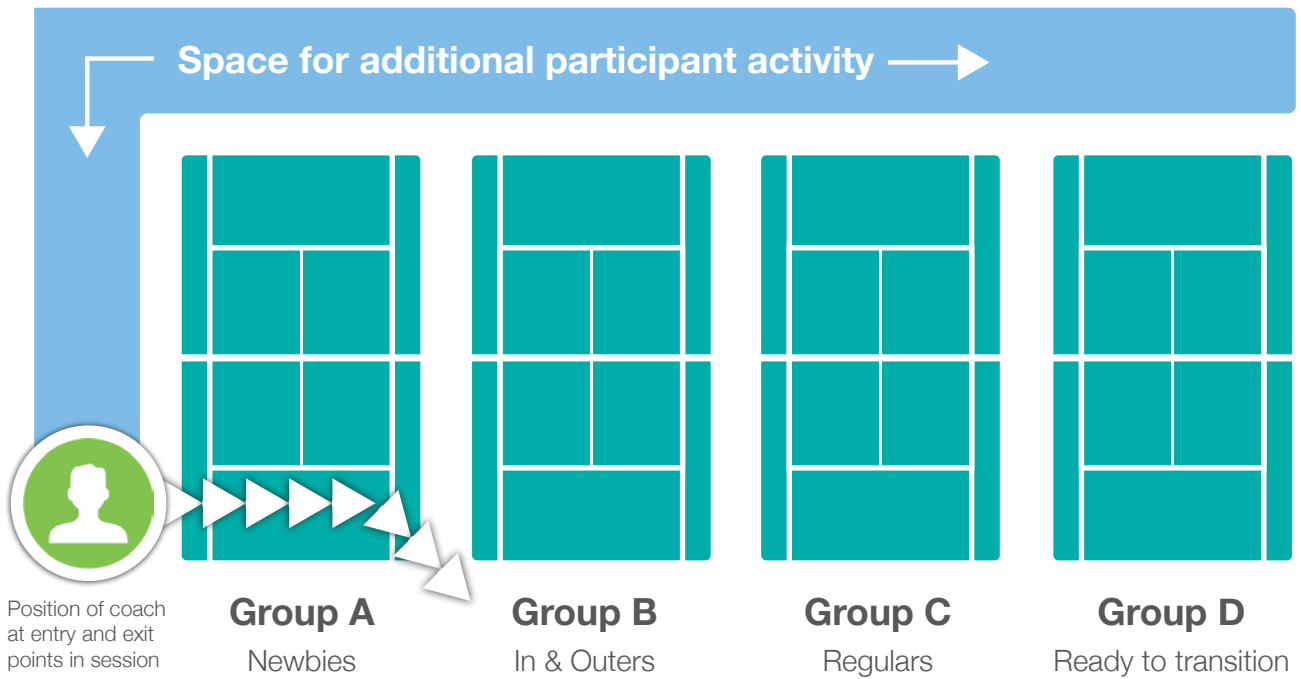 Space for additional participant activity
Position of coach
at entry and exit
points in session
Group A
Newbies
Group B
In & Outers
Group C
Regulars
Group D
Ready to transition